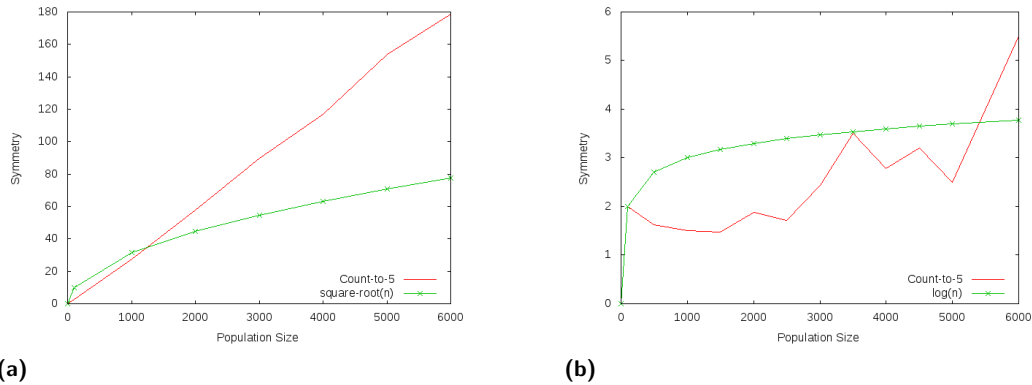 180
160
140
120
100
80
60
40
20
0
Symmetry
0 1000 2000 3000 4000 5000 6000
Population Size
Count-to-5
square-root(n)
(a)
6
5
4
3
2
1
0
Symmetry
0 1000 2000 3000 4000 5000 6000
Population Size
Count-to-5
log(n)
(b)